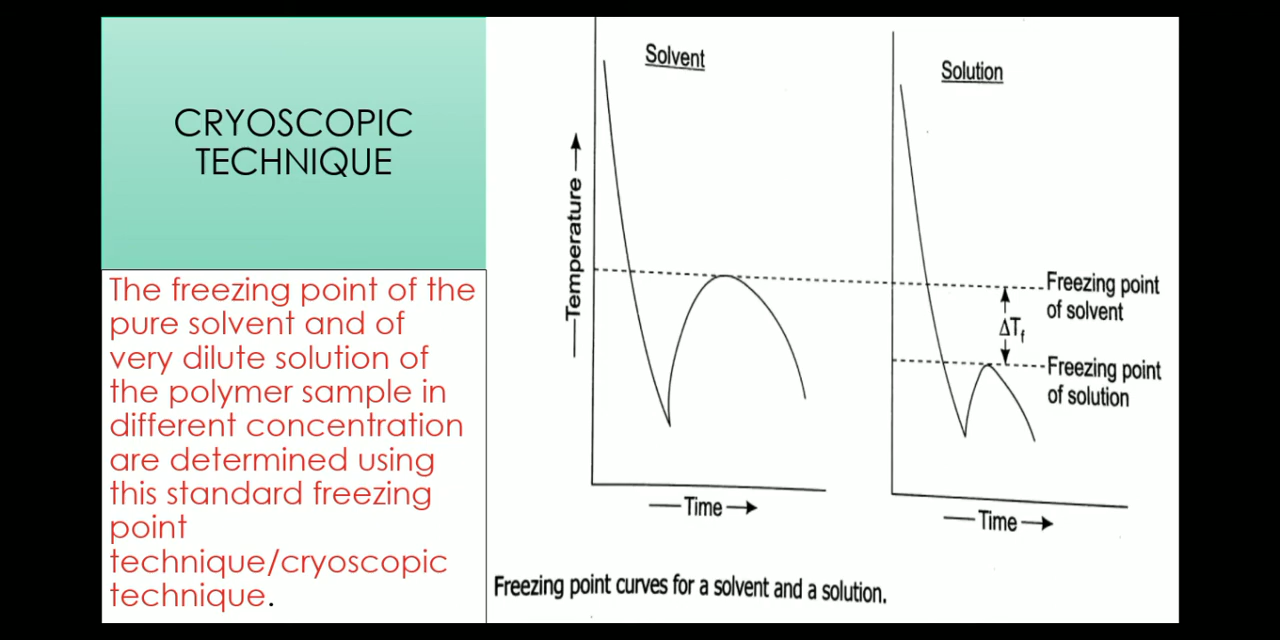 CRYOSCOPIC
TECHNIQUE
The freezing point of the
pure solvent and of
very dilute solution of
the polymer sample in
different concentration
are determined using
this standard freezing
point
technique/cryoscopic
technique.
Solvent
Solution
Temperature
Freezing point
of solvent
ΔTf
Freezing point
of solution
Time
Time
Freezing point curves for a solvent and a solution.